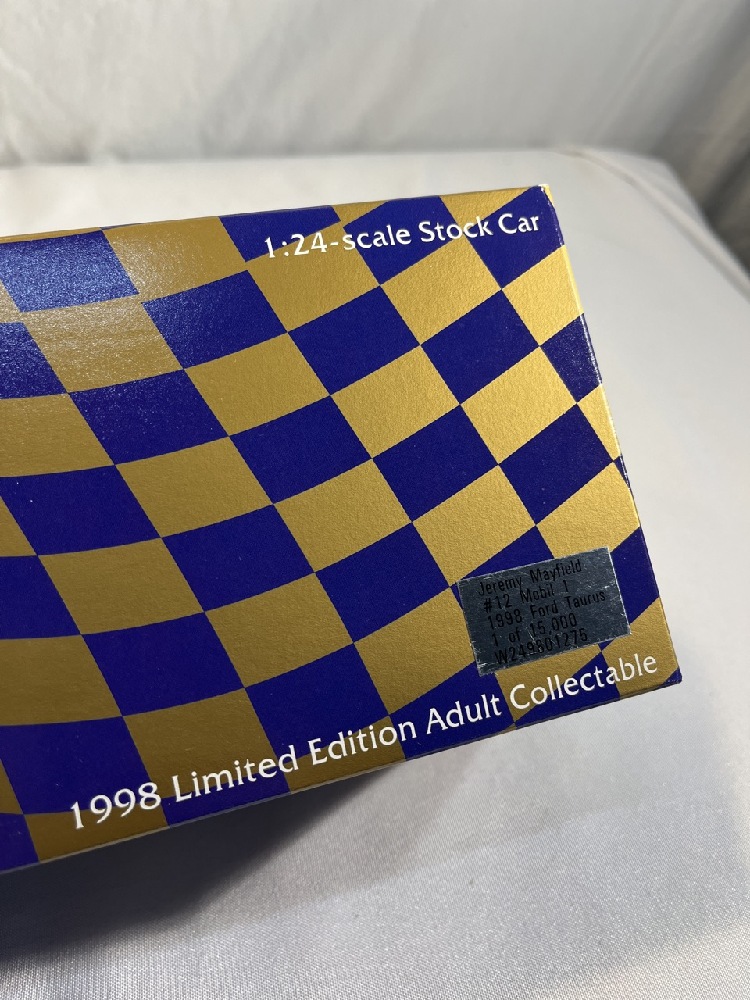 1:24-scale Stock Car
Jeremy Mayfield
#12 Mobil 1
1998 Ford Taurus
1 of 15,000
W249801275
1998 Limited Edition Adult Collectable